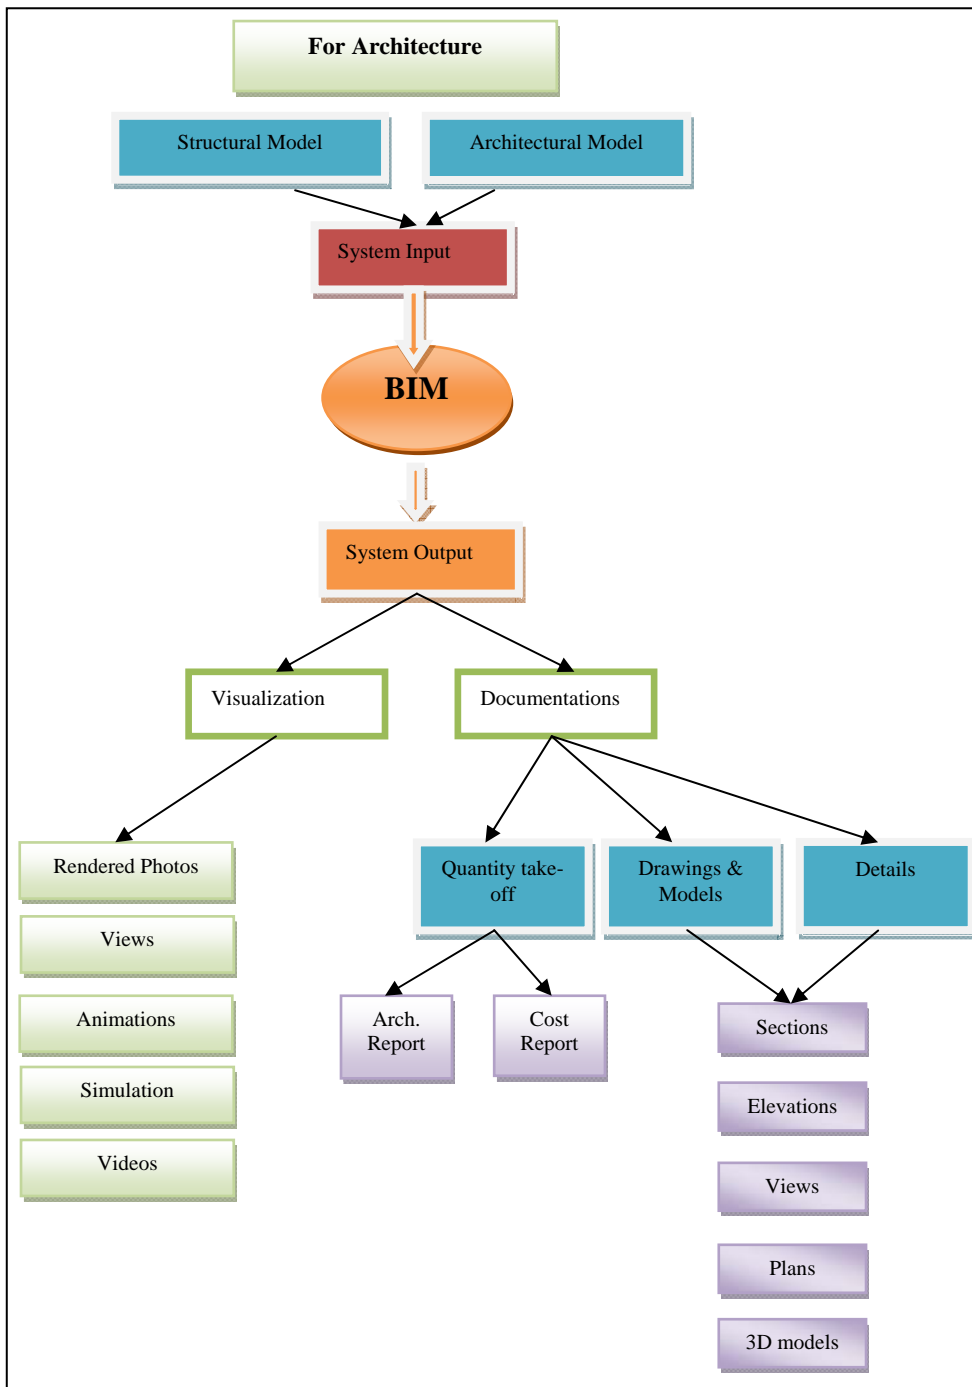 For Architecture
Structural Model
Architectural Model
System Input
BIM
System Output
Visualization
Documentations
Rendered Photos
Views
Animations
Simulation
Videos
Quantity take-
off
Drawings &
Models
Details
Arch.
Report
Cost
Report
Sections
Elevations
Views
Plans
3D models